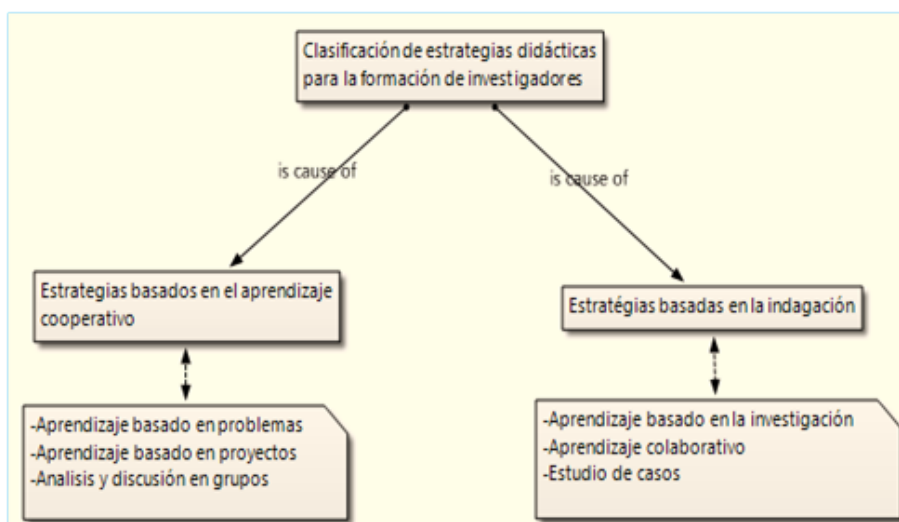 Clasificación de estrategias didácticas
para la formación de investigadores
is cause of
is cause of
Estrategias basados en el aprendizaje
cooperativo
Estratégias basadas en la indagación
-Aprendizaje basado en problemas
-Aprendizaje basado en proyectos
-Analisis y discusión en grupos
-Aprendizaje basado en la investigación
-Aprendizaje colaborativo
-Estudio de casos